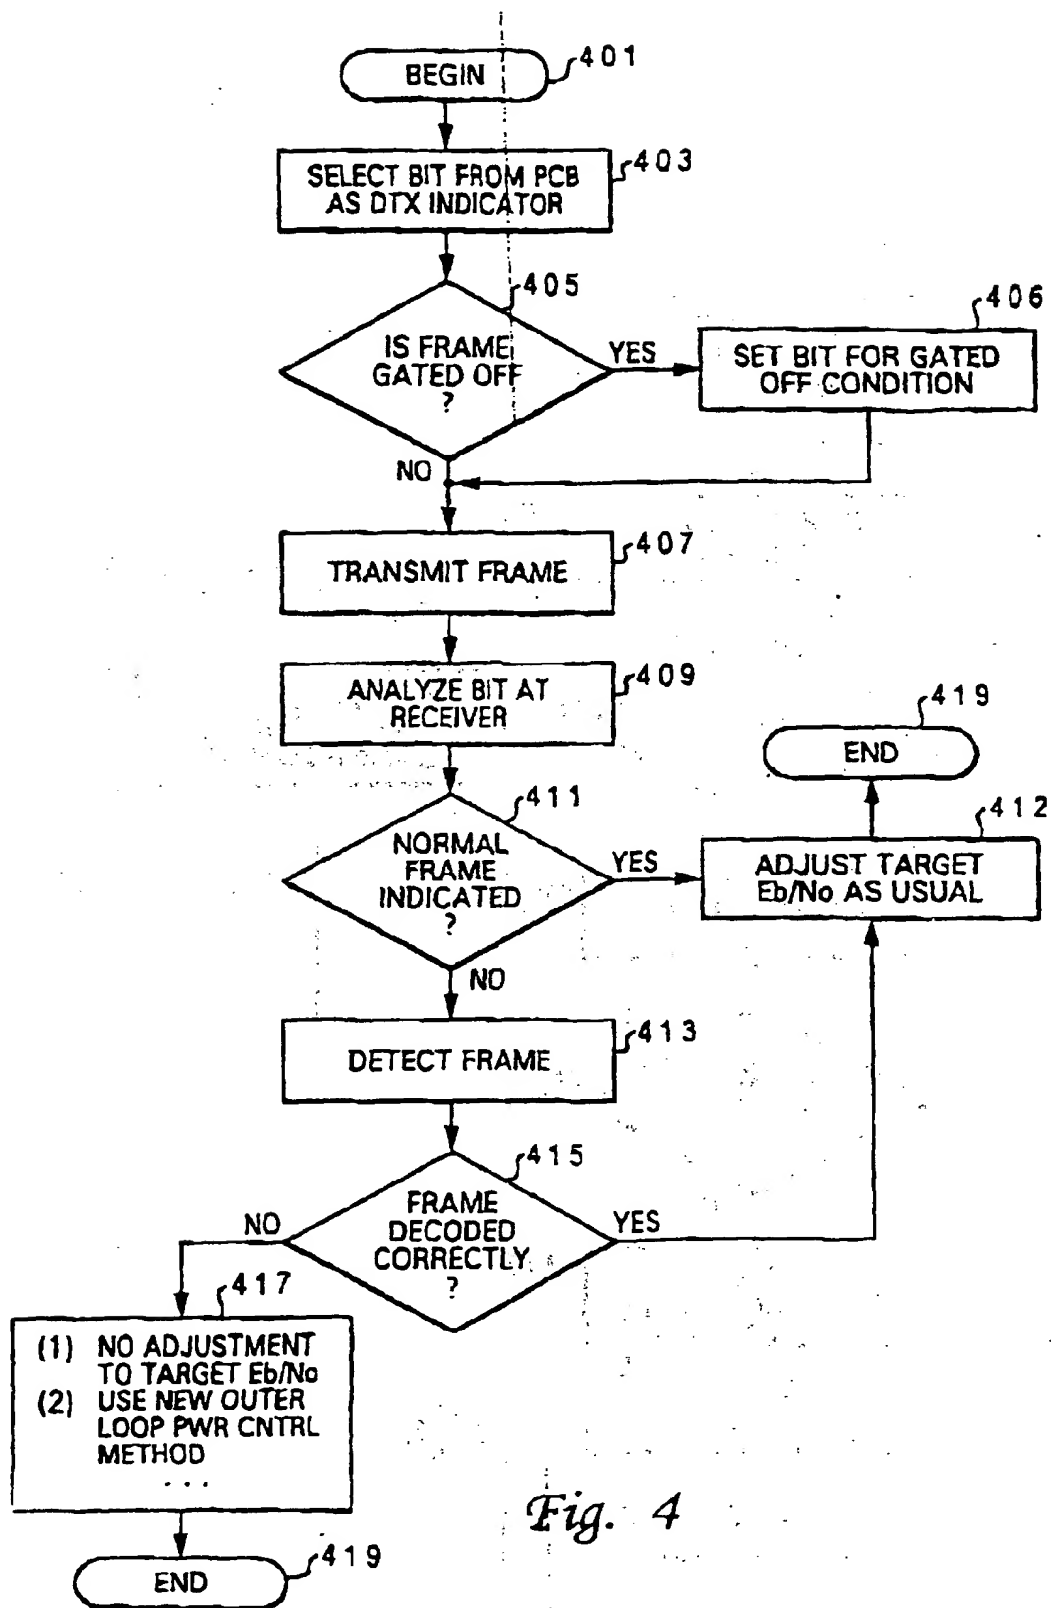 BEGIN
401
SELECT BIT FROM PCB
AS DTX INDICATOR
403
405
IS FRAME
GATED OFF
?
YES
406
SET BIT FOR GATED
OFF CONDITION
NO
407
TRANSMIT FRAME
409
ANALYZE BIT AT
RECEIVER
419
END
411
NORMAL
FRAME
INDICATED
?
YES
412
ADJUST TARGET
Eb/No AS USUAL
NO
413
DETECT FRAME
415
FRAME
DECODED
CORRECTLY
?
NO
YES
417
(1) NO ADJUSTMENT
TO TARGET Eb/No
(2) USE NEW OUTER
LOOP PWR CNTRL
METHOD
. . .
Fig. 4
END
419